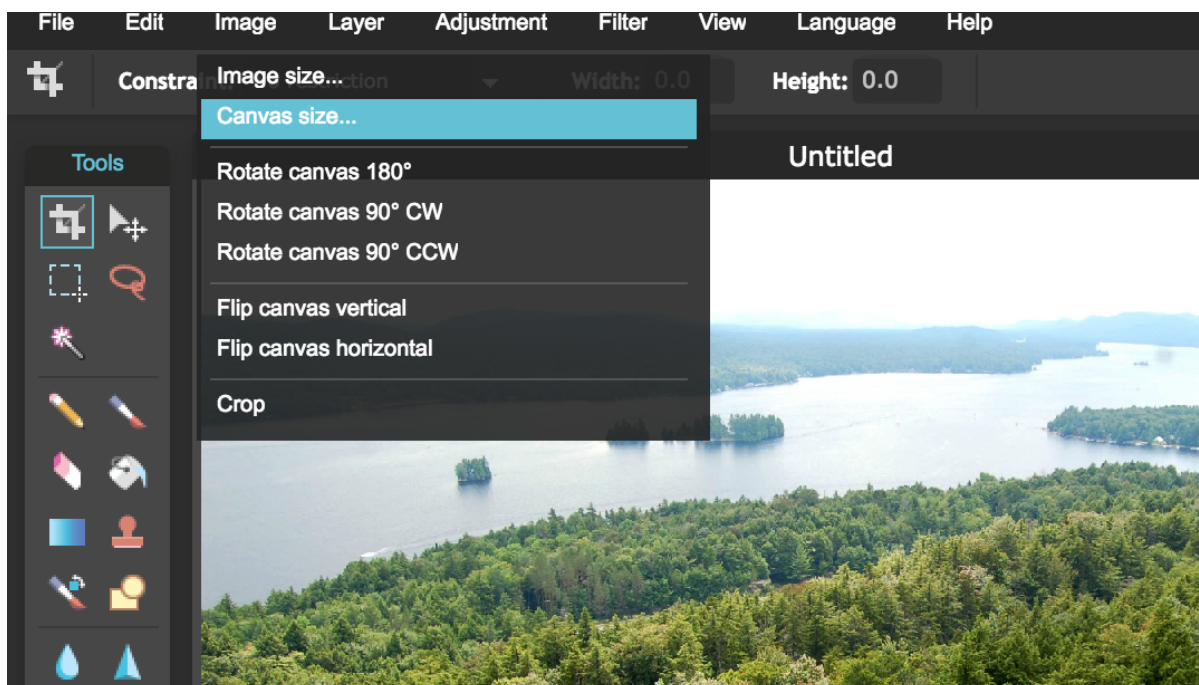 File Edit Image Layer Adjustment Filter View Language Help
Constra Width: 0.0 Height: 0.0
Image size...
Canvas size...
Tools
Untitled
Rotate canvas 180°
Rotate canvas 90° CW
Rotate canvas 90° CCW
Flip canvas vertical
Flip canvas horizontal
Crop